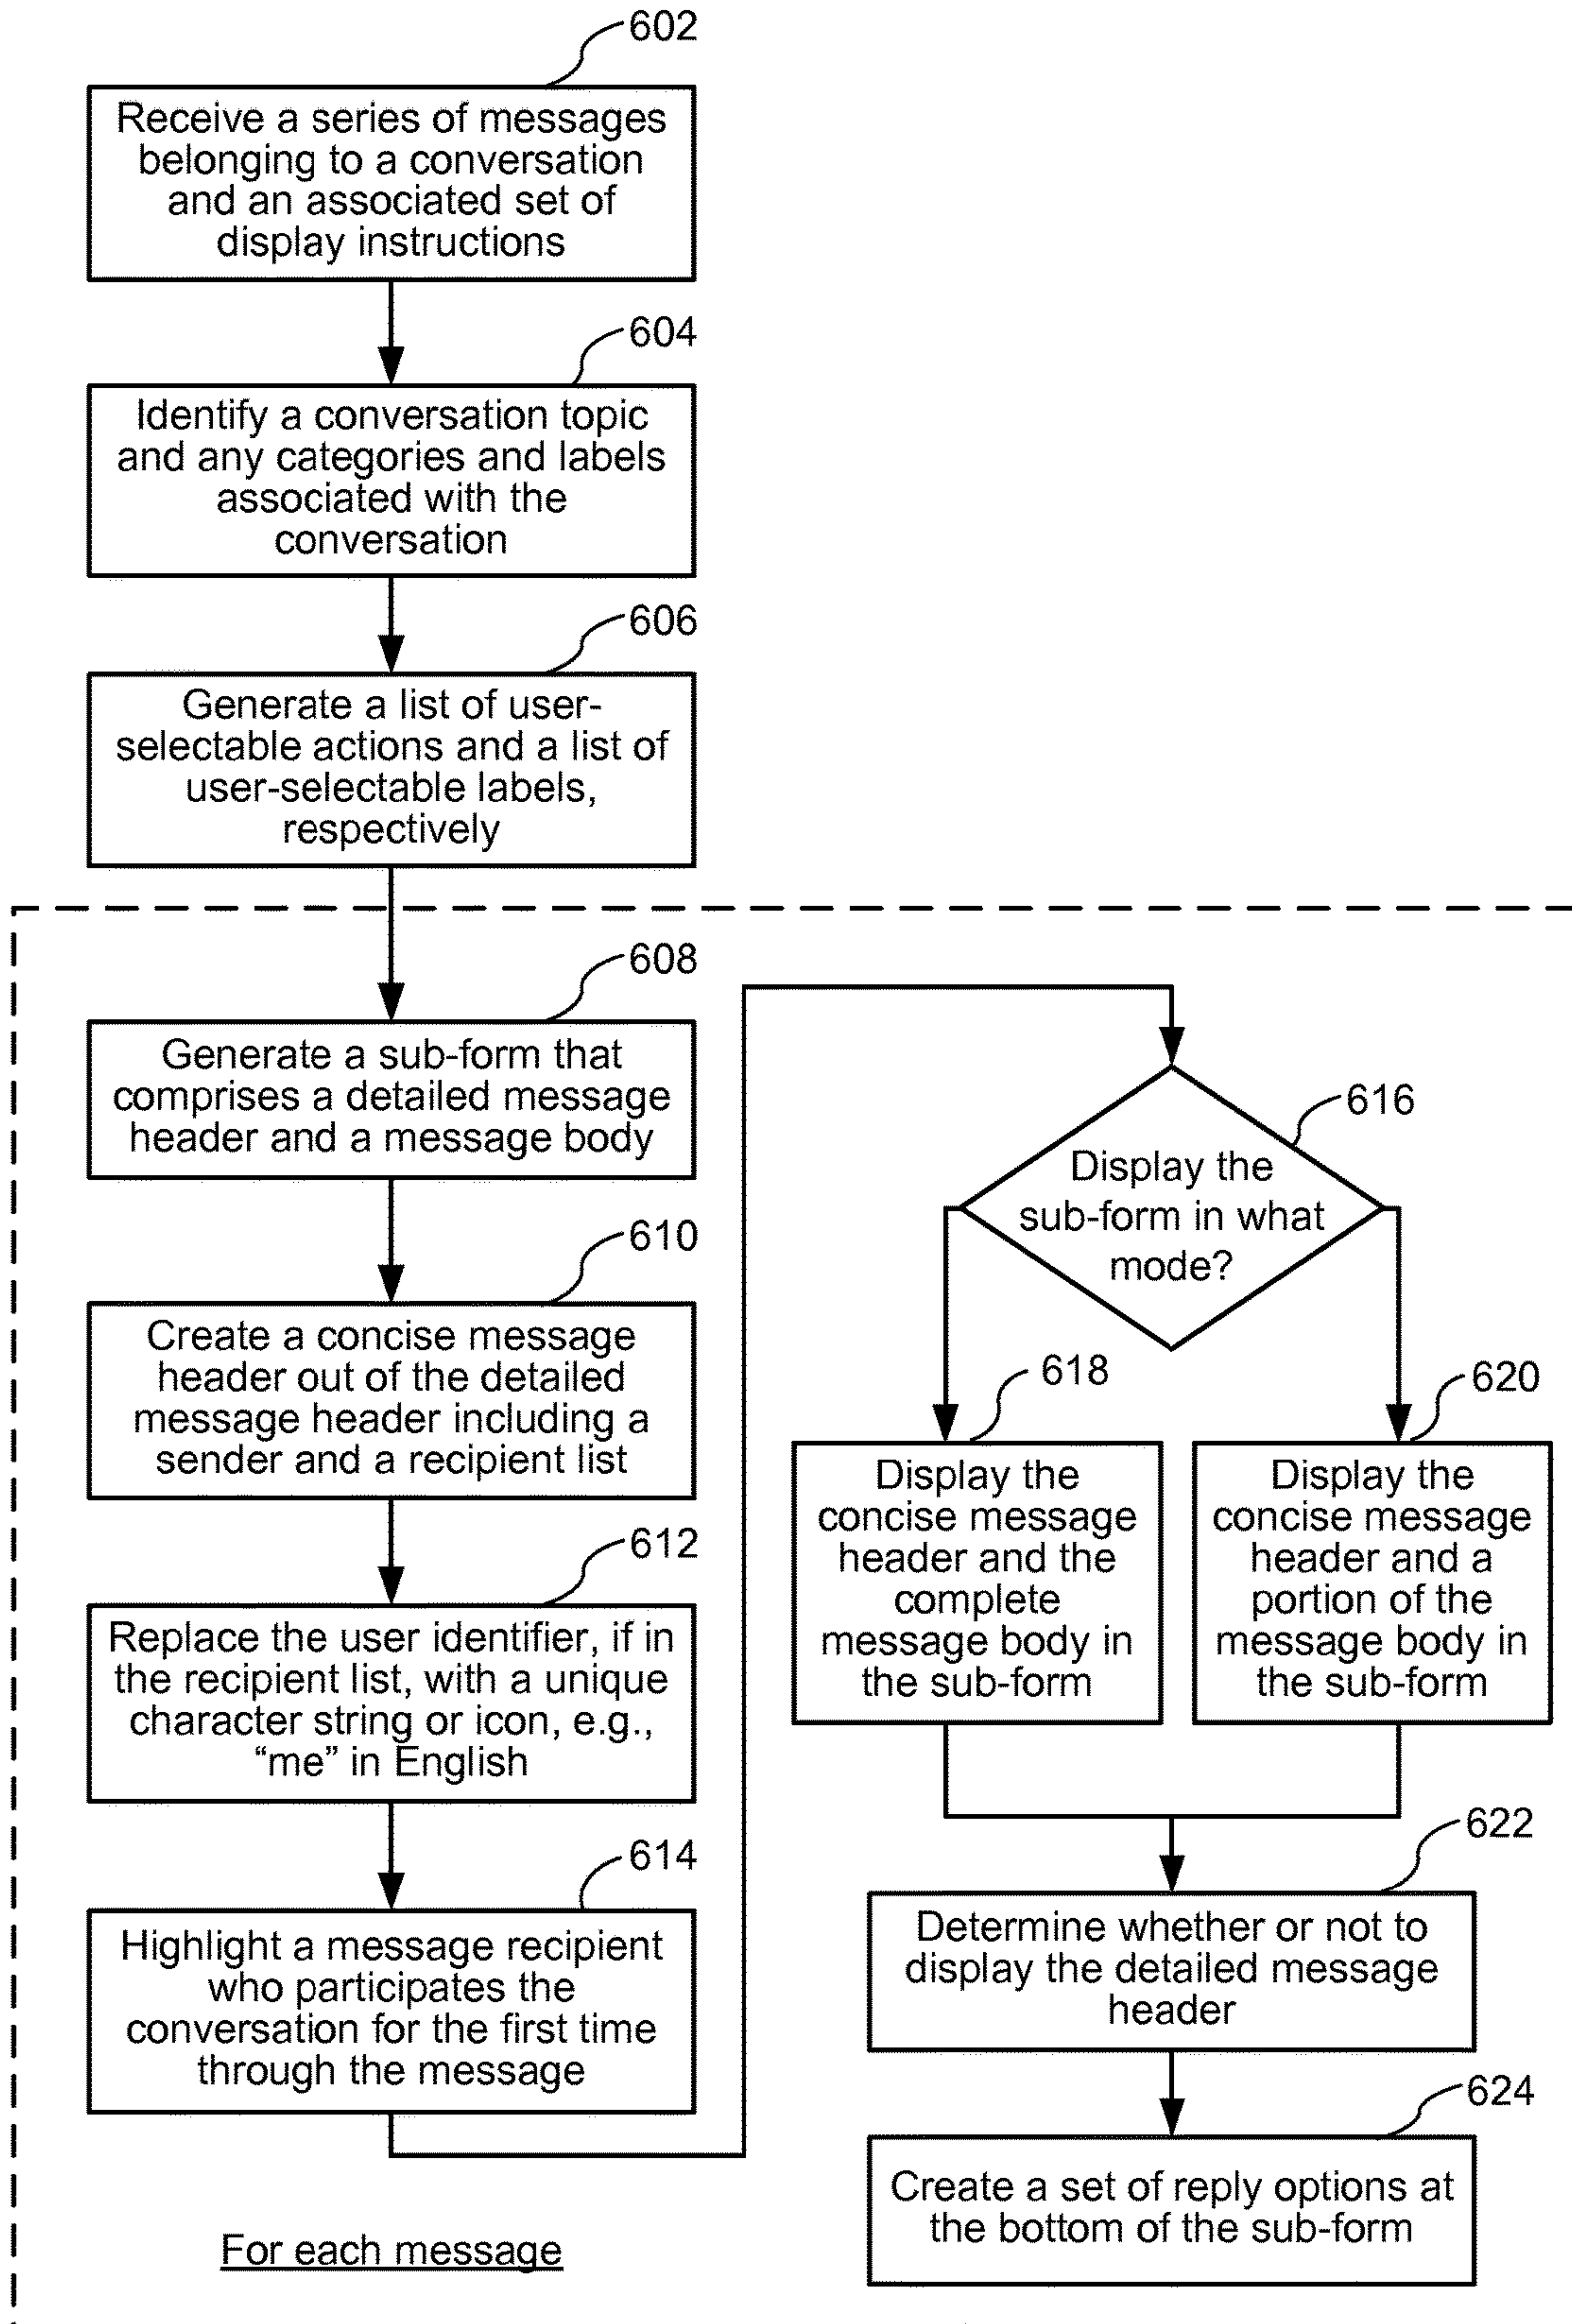 602
Receive a series of messages
belonging to a conversation
and an associated set of
display instructions
604
Identify a conversation topic
and any categories and labels
associated with the
conversation
606
Generate a list of user-
selectable actions and a list of
user-selectable labels,
respectively
608
Generate a sub-form that
comprises a detailed message
header and a message body
610
Create a concise message
header out of the detailed
message header including a
sender and a recipient list
612
Replace the user identifier, if in
the recipient list, with a unique
character string or icon, e.g.,
“me” in English
614
Highlight a message recipient
who participates the
conversation for the first time
through the message
For each message
616
Display the
sub-form in what
mode?
618
Display the
concise message
header and the
complete
message body in
the sub-form
620
Display the
concise message
header and a
portion of the
message body in
the sub-form
622
Determine whether or not to
display the detailed message
header
624
Create a set of reply options at
the bottom of the sub-form